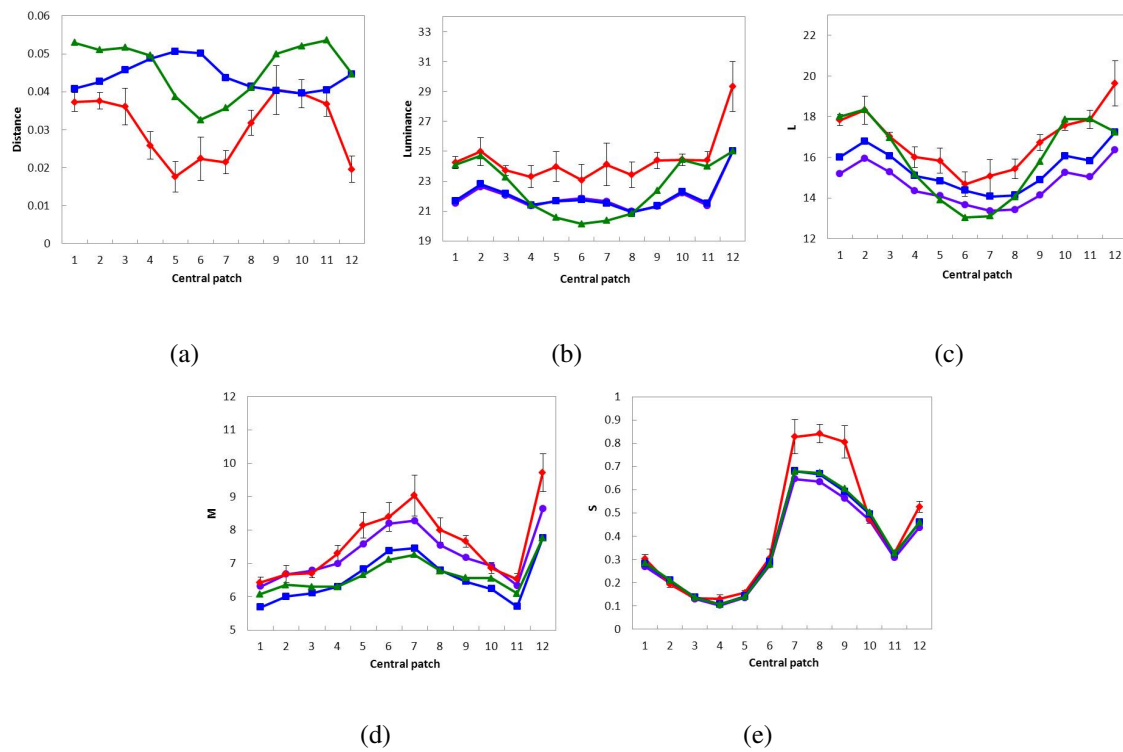 0.06
0.05
0.04
0.03
0.02
0.01
0
Distance
1 2 3 4 5 6 7 8 9 10 11 12
Central patch
(a)
33
31
29
27
25
23
21
19
Luminance
1 2 3 4 5 6 7 8 9 10 11 12
Central patch
(b)
22
20
18
16
14
12
L
1 2 3 4 5 6 7 8 9 10 11 12
Central patch
(c)
12
11
10
9
8
7
6
5
M
1 2 3 4 5 6 7 8 9 10 11 12
Central patch
(d)
1
0.9
0.8
0.7
0.6
0.5
0.4
0.3
0.2
0.1
0
S
1 2 3 4 5 6 7 8 9 10 11 12
Central patch
(e)